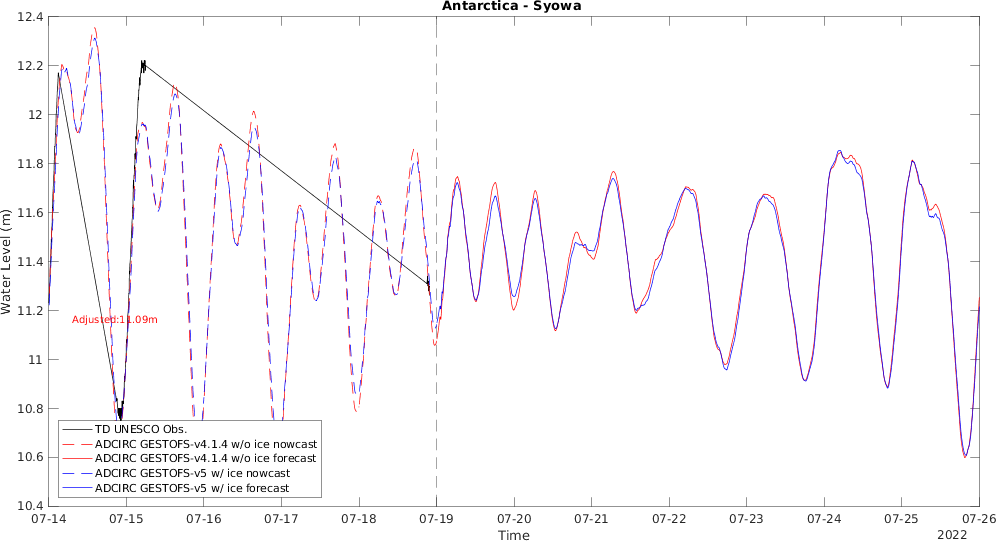 Antarctica - Syowa
12.4
12.2
12
11.8
11.6
11.4
11.2
11
10.8
10.6
10.4
Water Level (m)
Adjusted:11.09m
TD UNESCO Obs.
ADCIRC GESTOFS-v4.1.4 w/o ice nowcast
ADCIRC GESTOFS-v4.1.4 w/o ice forecast
ADCIRC GESTOFS-v5 w/ ice nowcast
ADCIRC GESTOFS-v5 w/ ice forecast
07-14 07-15 07-16 07-17 07-18 07-19 07-20 07-21 07-22 07-23 07-24 07-25 07-26
Time
2022